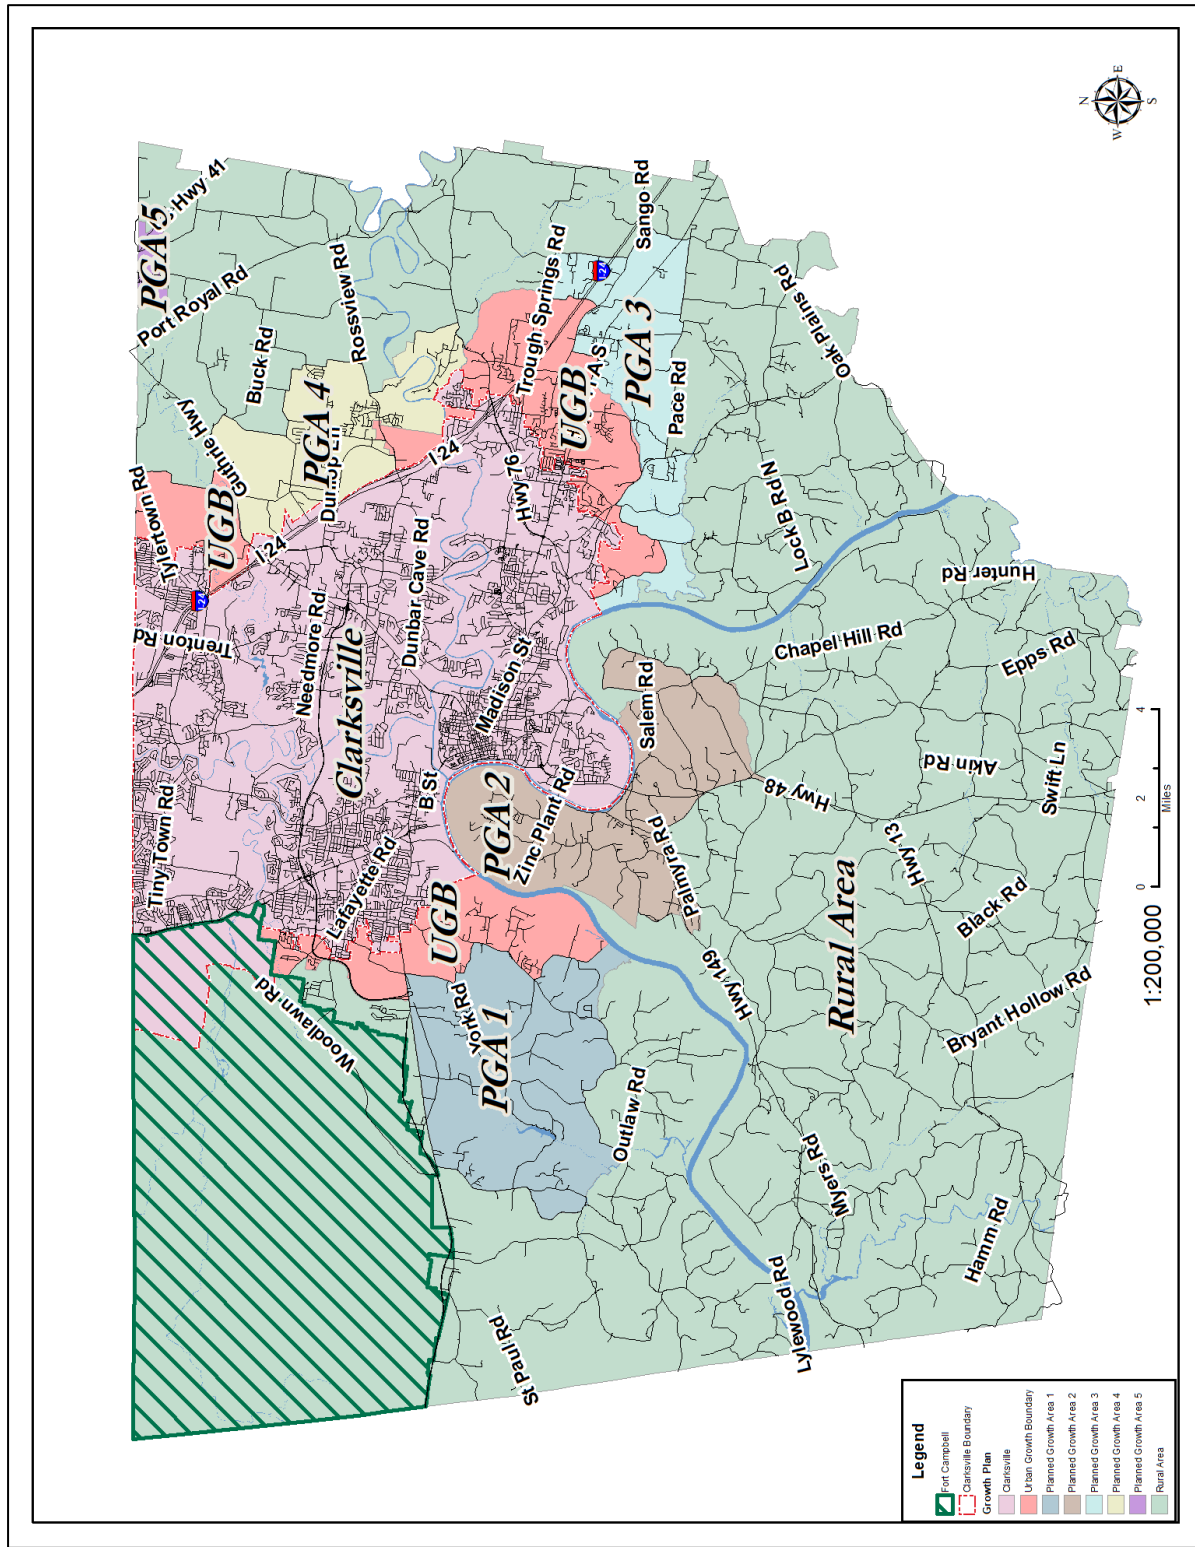 N
W
E
S
PGA 5
Hwy 41
Port Royal Rd
Buck Rd
Rossview Rd
Guthrie Hwy
Tylertown Rd
UGB
PGA 4
Dunlop Ln
I 24
I 24
I-24
Trenton Rd
Needmore Rd
Clarksville
Dunbar Cave Rd
Tiny Town Rd
Lafayette Rd
B St
Madison St
Hwy 76
Trough Springs Rd
I-24
Sango Rd
UGB
A S
PGA 3
Pace Rd
Oak Plains Rd
Lock B Rd N
Hunter Rd
Chapel Hill Rd
Epps Rd
Salem Rd
PGA 2
Zinc Plant Rd
Hwy 48
Akin Rd
Swift Ln
Palmyra Rd
Hwy 13
UGB
Woodlawn Rd
York Rd
PGA 1
Hwy 149
Rural Area
Black Rd
Bryant Hollow Rd
Outlaw Rd
Myers Rd
Hamm Rd
Lylewood Rd
St Paul Rd
0 2 4
Miles
1:200,000
Legend
Fort Campbell
Clarksville Boundary
Growth Plan
Clarksville
Urban Growth Boundary
Planned Growth Area 1
Planned Growth Area 2
Planned Growth Area 3
Planned Growth Area 4
Planned Growth Area 5
Rural Area